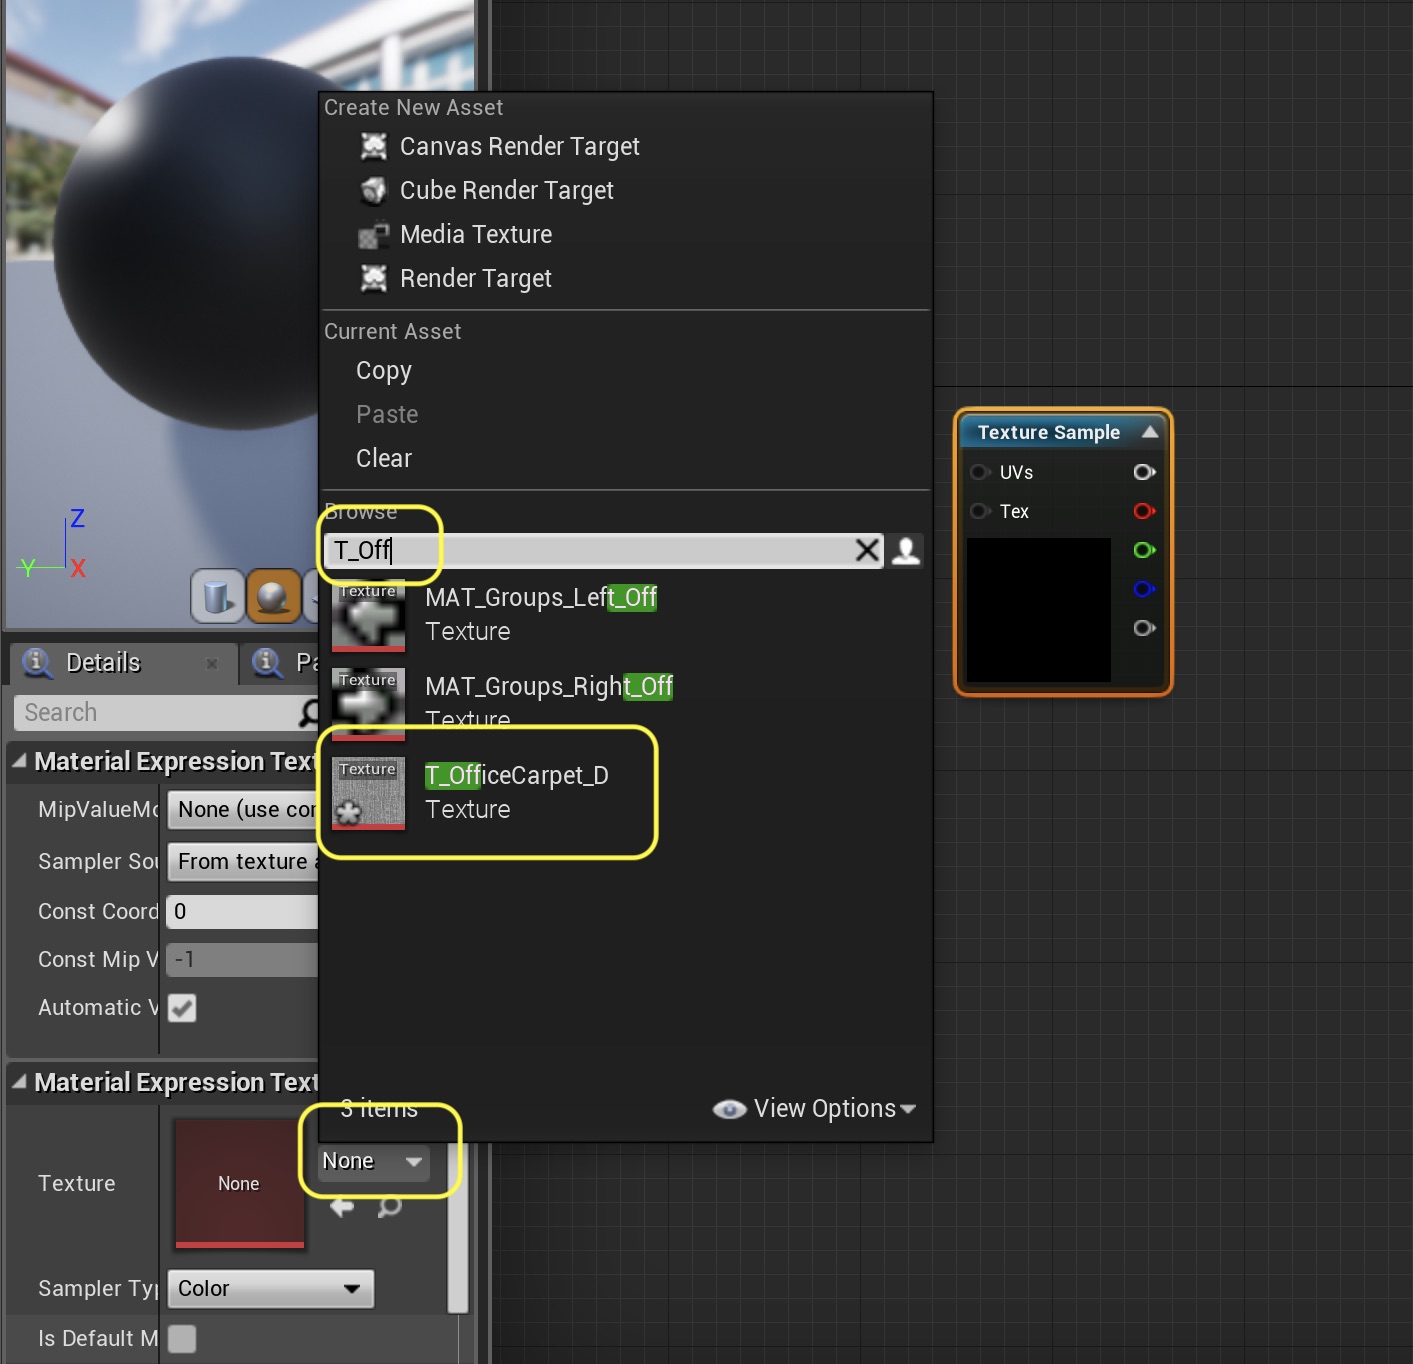 Create New Asset
Canvas Render Target
Cube Render Target
Media Texture
Render Target
Current Asset
Copy
Paste
Clear
Browse
T_Off
Texture
MAT_Groups_Left_Off
Texture
Texture
MAT_Groups_Right_Off
Texture
Texture
T_OfficeCarpet_D
Texture
3 items
View Options
Texture Sample
UVs
Tex
Z
Y
X
Details
Pa
Search
Material Expression Text
MipValueMo
None (use con
Sampler Sou
From texture a
Const Coord
0
Const Mip V
-1
Automatic V
Material Expression Text
Texture
None
None
Sampler Typ
Color
Is Default M